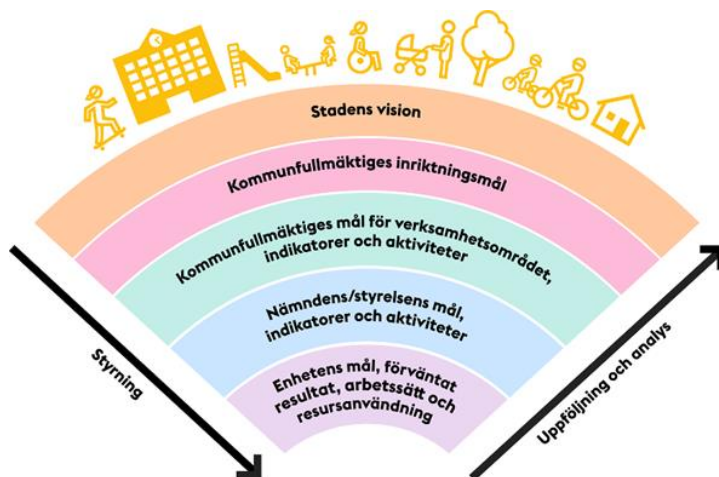 Stadens vision
Kommunfullmäktiges inriktningsmål
Kommunfullmäktiges mål för verksamhetsområdet,
indikatorer och aktiviteter
Nämndens/styrelsens mål,
indikatorer och aktiviteter
Enhetens mål, förväntat
resultat, arbetssätt och
resursanvändning
Styrning
Uppföljning och analys